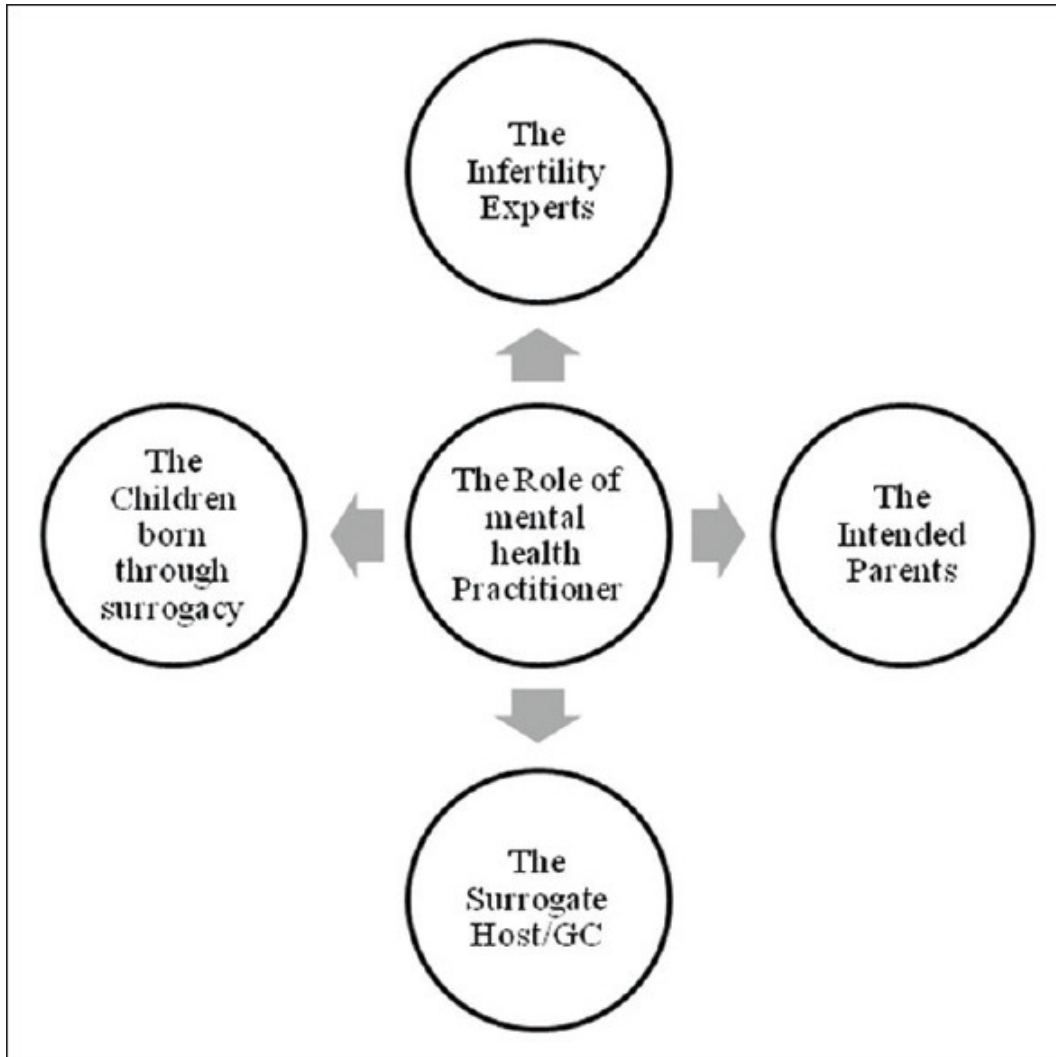 The
Infertility
Experts
The
Children
born
through
surrogacy
The Role of
mental
health
Practitioner
The
Intended
Parents
The
Surrogate
Host/GC